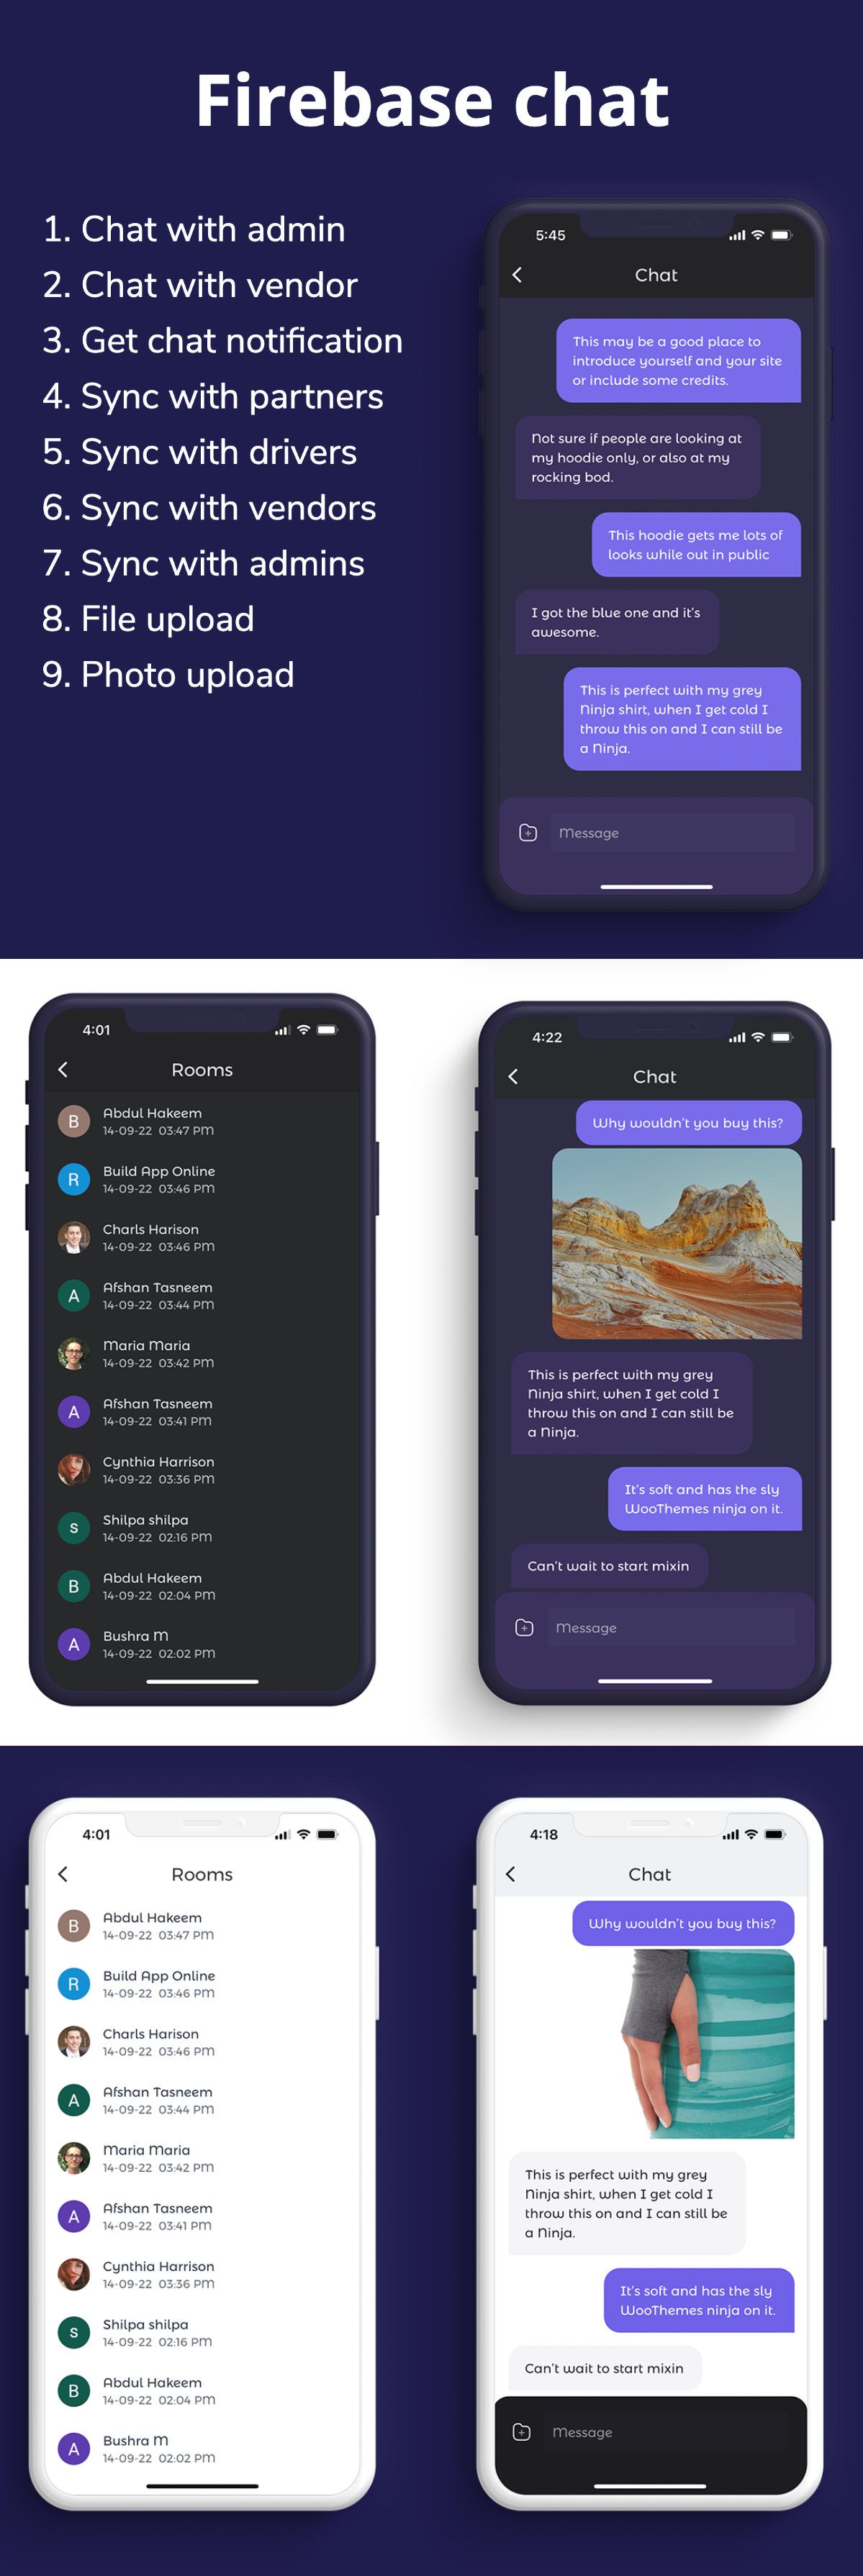 Firebase chat
1. Chat with admin
2. Chat with vendor
3. Get chat notification
4. Sync with partners
5. Sync with drivers
6. Sync with vendors
7. Sync with admins
8. File upload
9. Photo upload
5:45
Chat
This may be a good place to
introduce yourself and your site
or include some credits.
Not sure if people are looking at
my hoodie only, or also at my
rocking bod.
This hoodie gets me lots of
looks while out in public
I got the blue one and it's
awesome.
This is perfect with my grey
Ninja shirt, when I get cold I
throw this on and I can still be
a Ninja.
Message
4:01
Rooms
B
Abdul Hakeem
14-09-22 03:47 PM
R
Build App Online
14-09-22 03:46 PM
Charls Harison
14-09-22 03:46 PM
A
Afshan Tasneem
14-09-22 03:44 PM
Maria Maria
14-09-22 03:42 PM
A
Afshan Tasneem
14-09-22 03:41 PM
Cynthia Harrison
14-09-22 03:36 PM
S
Shilpa shilpa
14-09-22 02:16 PM
B
Abdul Hakeem
14-09-22 02:04 PM
A
Bushra M
14-09-22 02:02 PM
4:22
Chat
Why wouldn't you buy this?
This is perfect with my grey
Ninja shirt, when I get cold I
throw this on and I can still be
a Ninja.
It's soft and has the sly
WooThemes ninja on it.
Can't wait to start mixin
Message
4:01
Rooms
B
Abdul Hakeem
14-09-22 03:47 PM
R
Build App Online
14-09-22 03:46 PM
Charls Harison
14-09-22 03:46 PM
A
Afshan Tasneem
14-09-22 03:44 PM
Maria Maria
14-09-22 03:42 PM
A
Afshan Tasneem
14-09-22 03:41 PM
Cynthia Harrison
14-09-22 03:36 PM
S
Shilpa shilpa
14-09-22 02:16 PM
B
Abdul Hakeem
14-09-22 02:04 PM
A
Bushra M
14-09-22 02:02 PM
4:18
Chat
Why wouldn't you buy this?
This is perfect with my grey
Ninja shirt, when I get cold I
throw this on and I can still be
a Ninja.
It's soft and has the sly
WooThemes ninja on it.
Can't wait to start mixin
Message